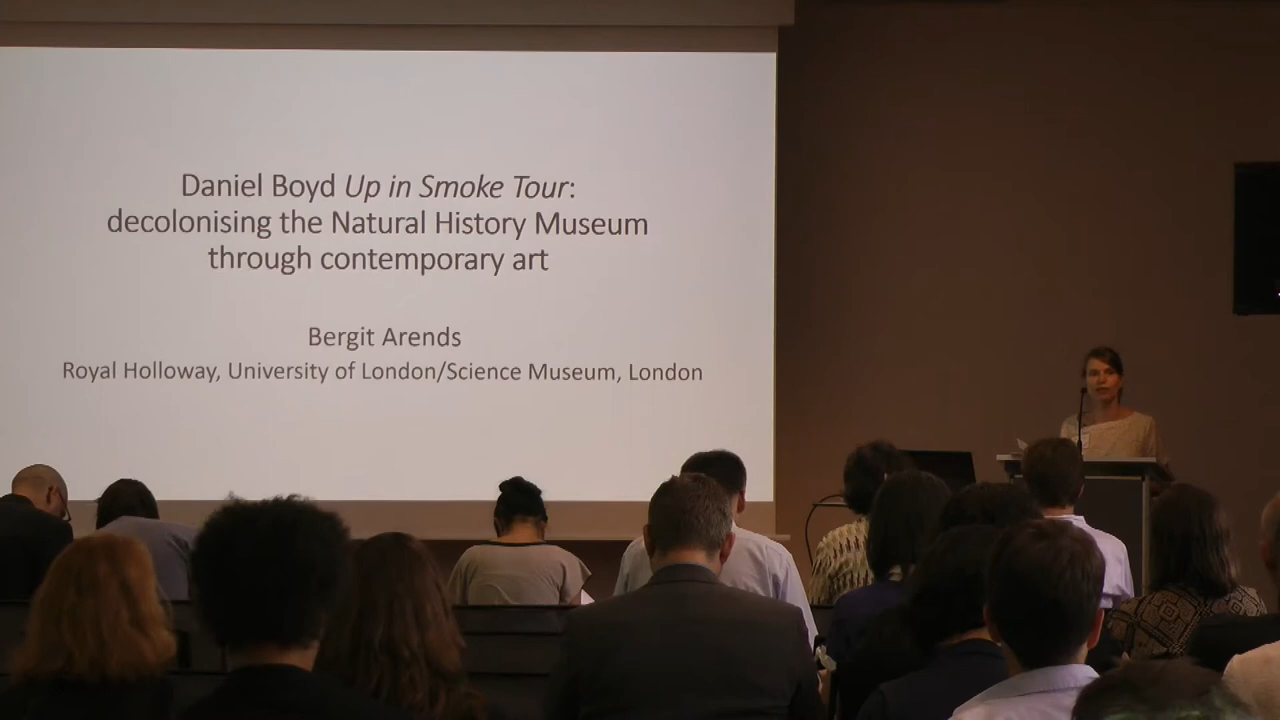 Daniel Boyd Up in Smoke Tour:
decolonising the Natural History Museum
through contemporary art
Bergit Arends
Royal Holloway, University of London/Science Museum, London